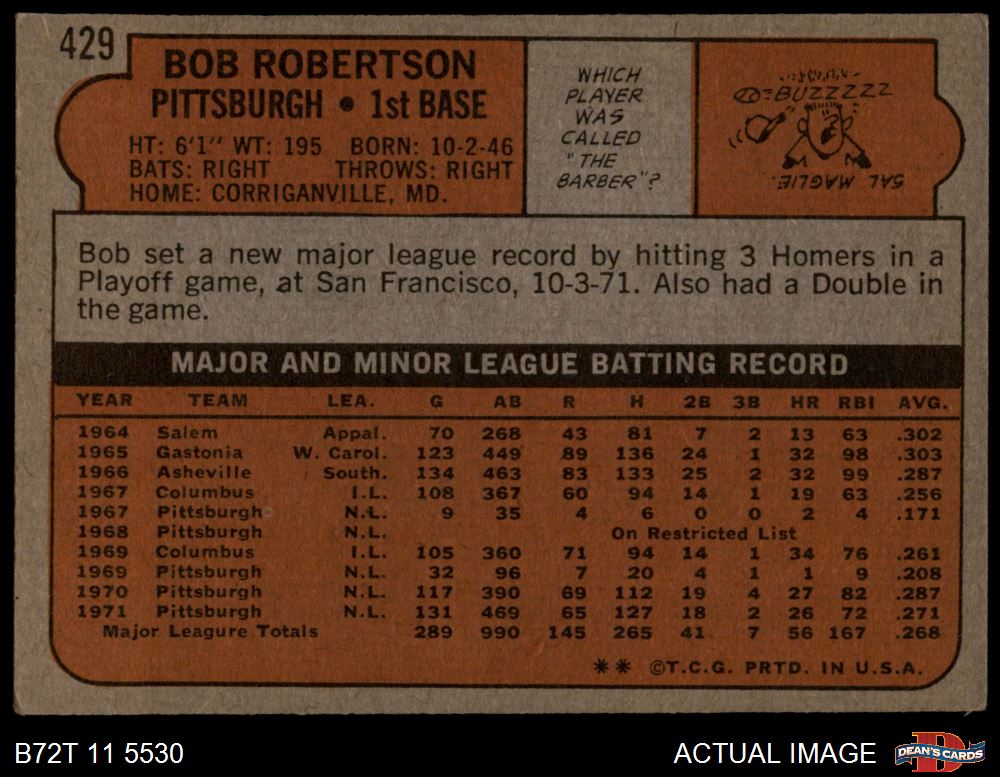 429
BOB ROBERTSON
PITTSBURGH • 1st BASE
HT: 6'1" WT: 195 BORN: 10-2-46
BATS: RIGHT THROWS: RIGHT
HOME: CORRIGANVILLE, MD.
WHICH
PLAYER
WAS
CALLED
"THE
BARBER"?
BUZZZZZ
SAL MAGLIE.
Bob set a new major league record by hitting 3 Homers in a
Playoff game, at San Francisco, 10-3-71. Also had a Double in
the game.
MAJOR AND MINOR LEAGUE BATTING RECORD
YEAR TEAM LEA. G AB R H 2B 3B HR RBI AVG.
1964 Salem Appal. 70 268 43 81 7 2 13 63 .302
1965 Gastonia W. Carol. 123 449 89 136 24 1 32 98 .303
1966 Asheville South. 134 463 83 133 25 2 32 99 .287
1967 Columbus I.L. 108 367 60 94 14 1 19 63 .256
1967 Pittsburgh N.L. 9 35 4 6 0 0 2 4 .171
1968 Pittsburgh N.L. On Restricted List
1969 Columbus I.L. 105 360 71 94 14 1 34 76 .261
1969 Pittsburgh N.L. 32 96 7 20 4 1 1 9 .208
1970 Pittsburgh N.L. 117 390 69 112 19 4 27 82 .287
1971 Pittsburgh N.L. 131 469 65 127 18 2 26 72 .271
Major Leagure Totals 289 990 145 265 41 7 56 167 .268
** ©T.C.G. PRTD. IN U.S.A.
B72T 11 5530
ACTUAL IMAGE
D
DEAN'S CARDS